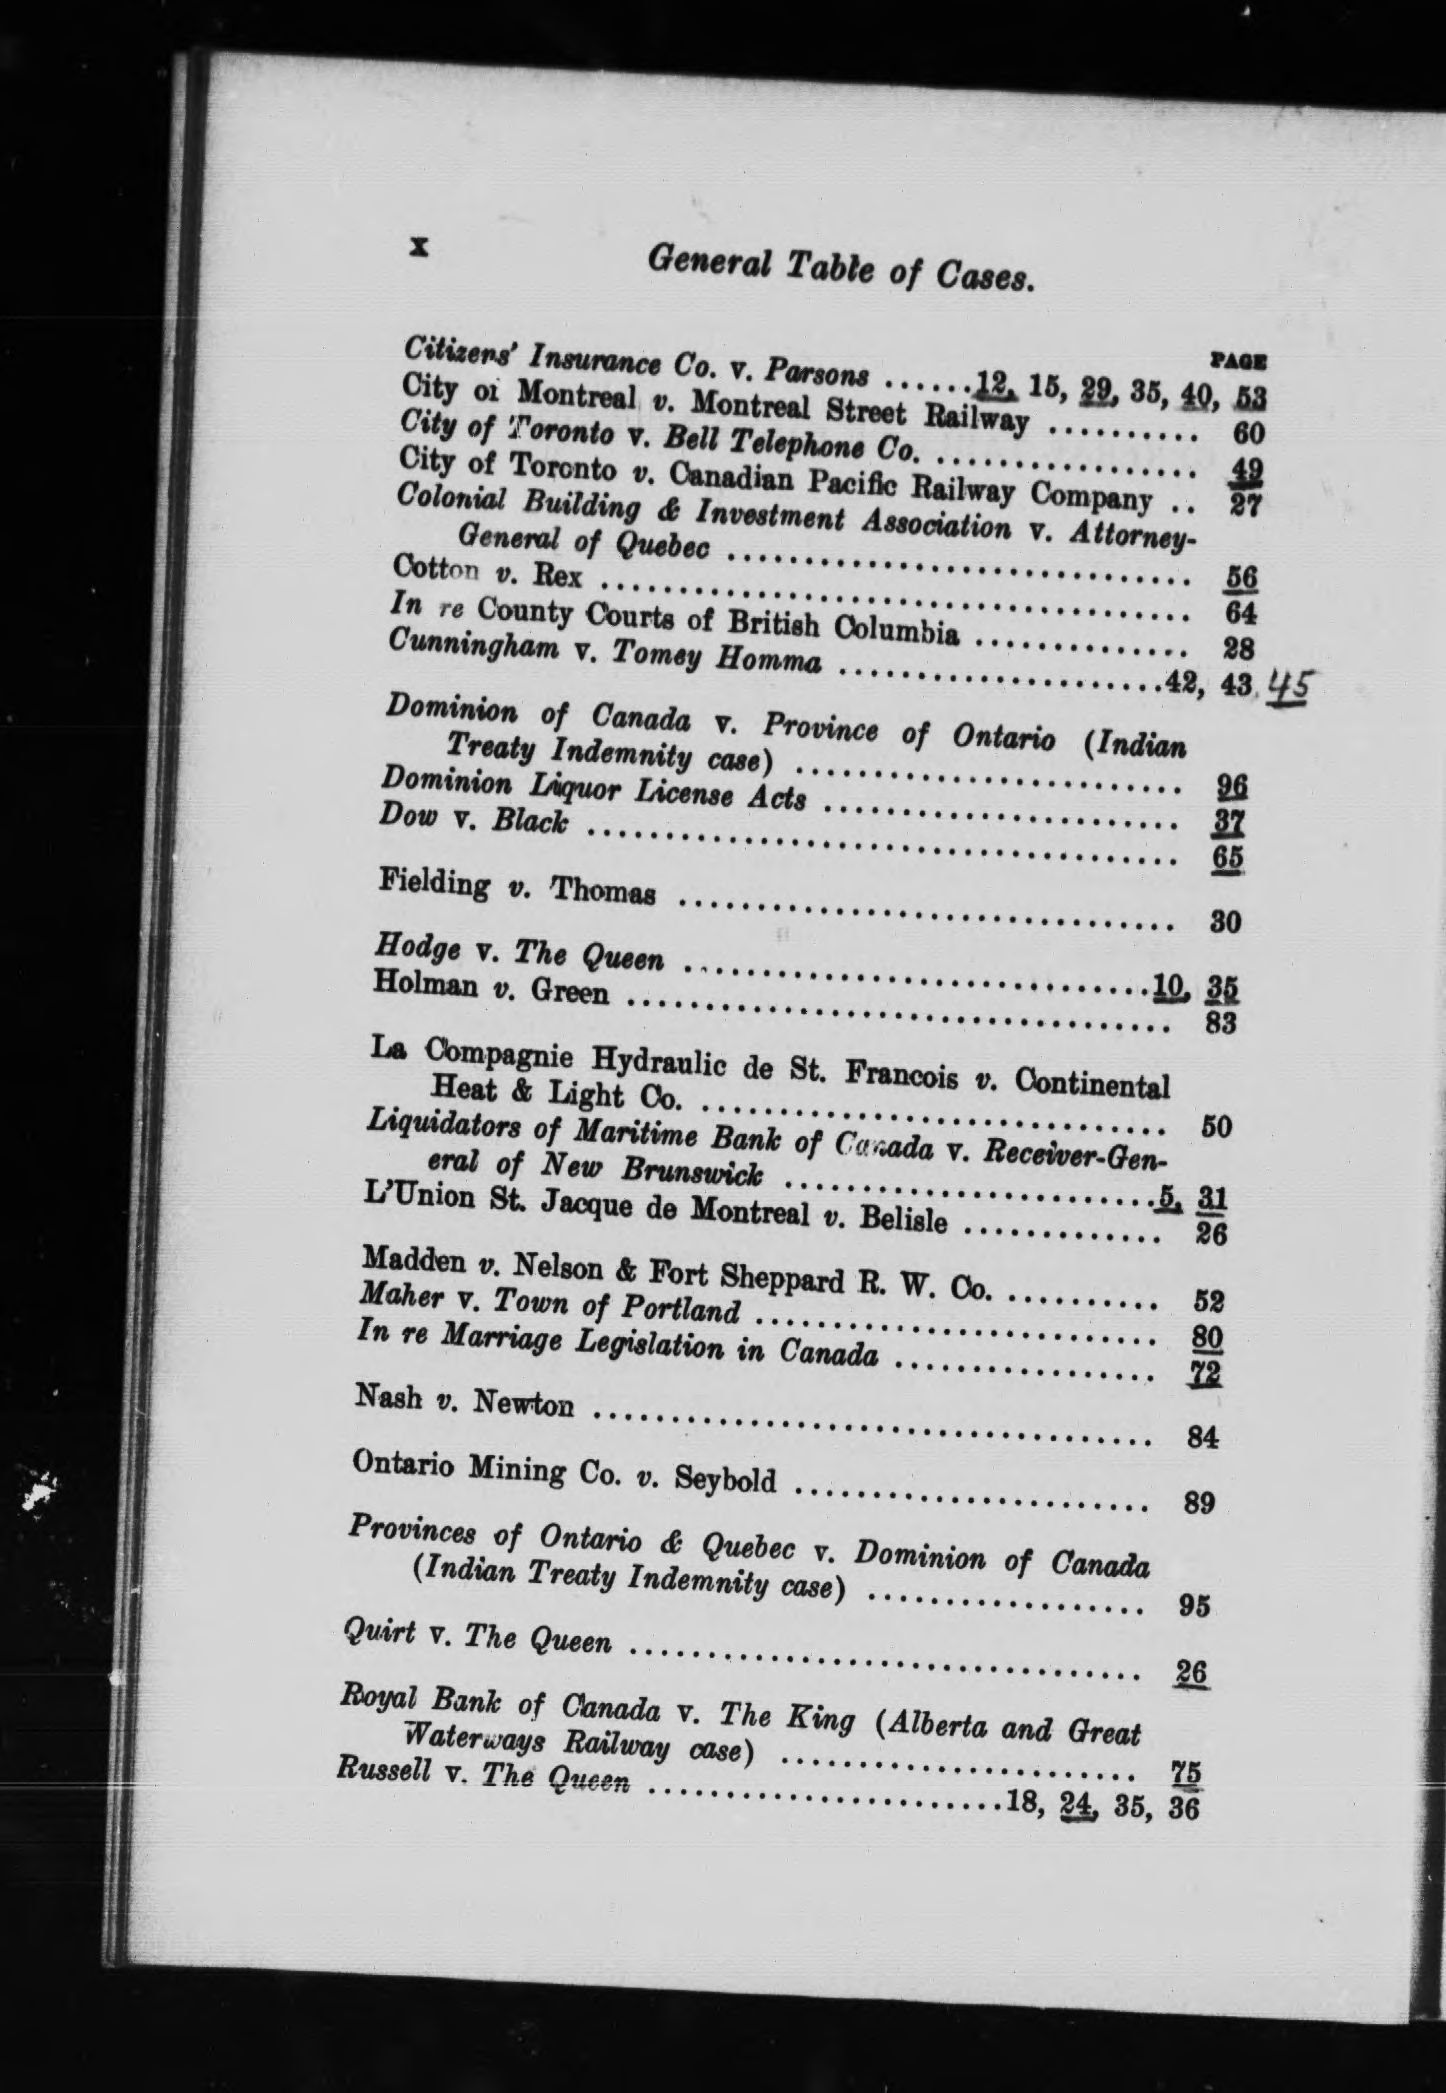 x
General Table of Cases.
PAGE
Citizens' Insurance Co. v. Parsons ......12, 15, 29, 35, 40, 53
City of Montreal v. Montreal Street Railway .......... 60
City of Toronto v. Bell Telephone Co. ................. 49
City of Toronto v. Canadian Pacific Railway Company .. 27
Colonial Building & Investment Association v. Attorney-
General of Quebec .............................. 56
Cotton v. Rex ...................................... 64
In re County Courts of British Columbia .............. 28
Cunningham v. Tomey Homma .....................42, 43, 45
Dominion of Canada v. Province of Ontario (Indian
Treaty Indemnity case) ......................... 96
Dominion Liquor License Acts ....................... 37
Dow v. Black ...................................... 65
Fielding v. Thomas ................................ 30
Hodge v. The Queen ..............................10, 35
Holman v. Green ................................... 83
La Compagnie Hydraulic de St. Francois v. Continental
Heat & Light Co. .............................. 50
Liquidators of Maritime Bank of Canada v. Receiver-Gen-
eral of New Brunswick ........................5, 31
L'Union St. Jacque de Montreal v. Belisle ............. 26
Madden v. Nelson & Fort Sheppard R. W. Co. .......... 52
Maher v. Town of Portland .......................... 80
In re Marriage Legislation in Canada ................. 72
Nash v. Newton .................................... 84
Ontario Mining Co. v. Seybold ....................... 89
Provinces of Ontario & Quebec v. Dominion of Canada
(Indian Treaty Indemnity case) .................. 95
Quirt v. The Queen ................................. 26
Royal Bank of Canada v. The King (Alberta and Great
Waterways Railway case) ....................... 75
Russell v. The Queen .......................18, 24, 35, 36